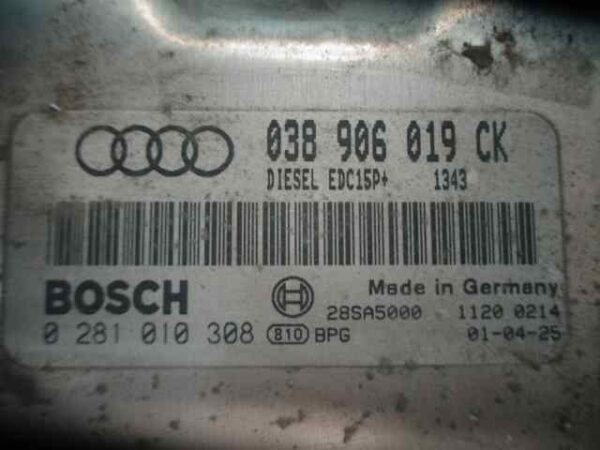 038 906 019 CK
DIESEL EDC15P+ 1343
BOSCH Made in Germany
28SA5000 1120 0214
0 281 010 308 810 BPG 01-04-25